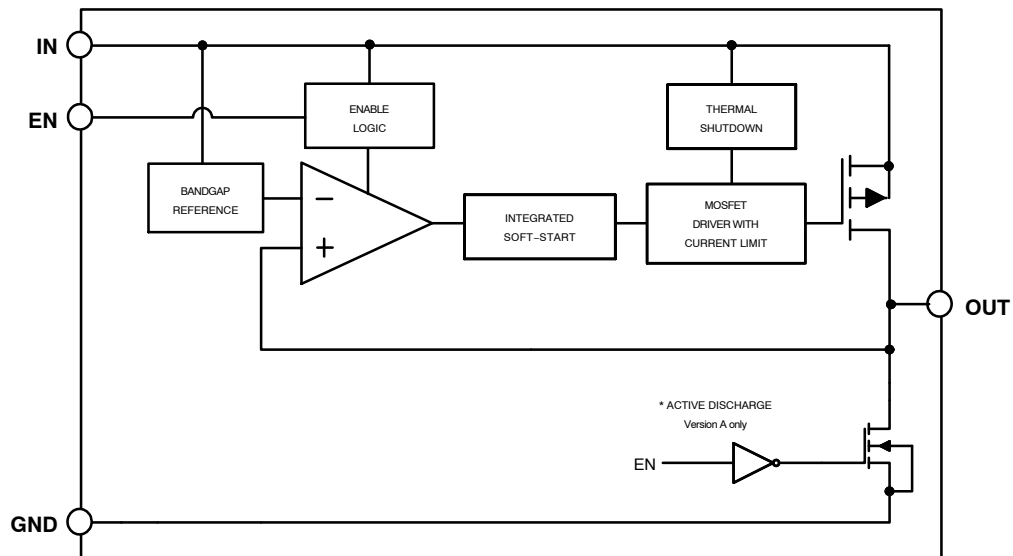 IN
EN
ENABLE
LOGIC
THERMAL
SHUTDOWN
BANDGAP
REFERENCE
−
+
INTEGRATED
SOFT−START
MOSFET
DRIVER WITH
CURRENT LIMIT
OUT
* ACTIVE DISCHARGE
Version A only
EN
GND